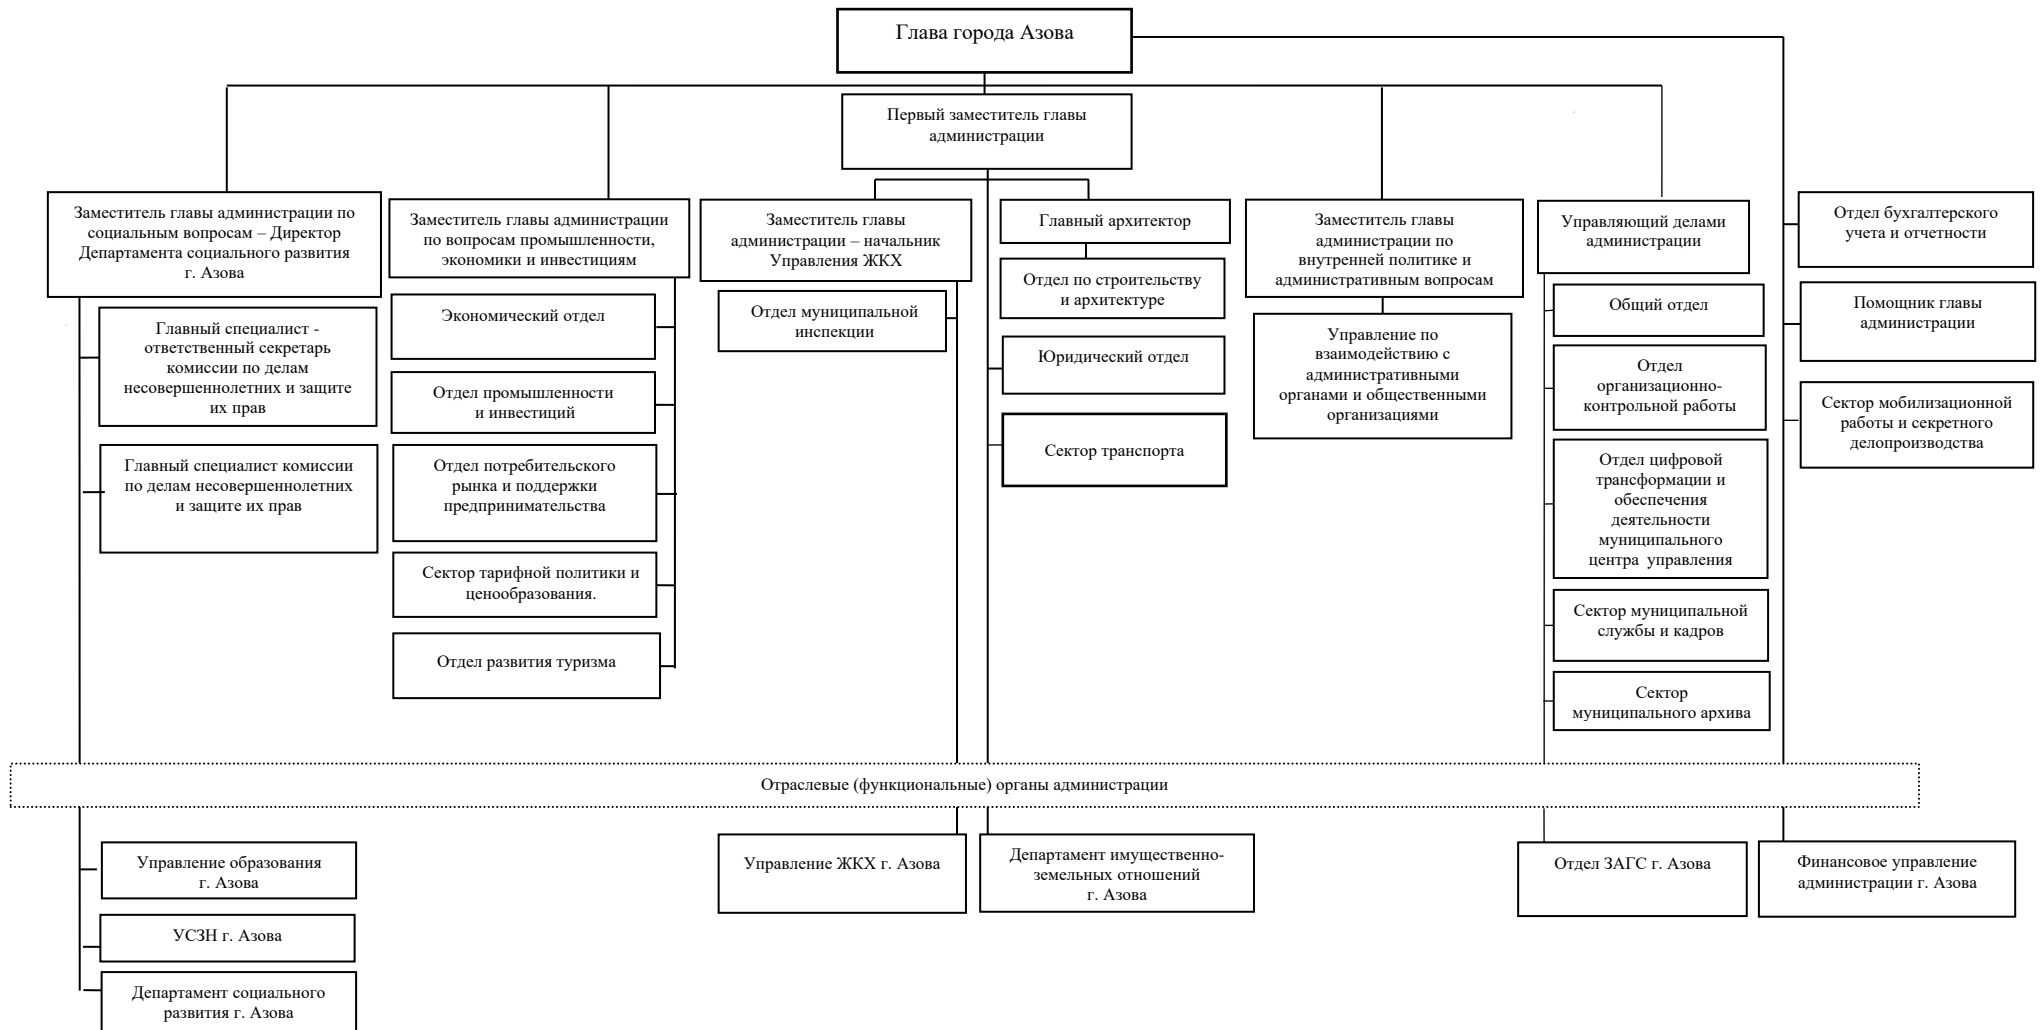 Глава города Азова
Первый заместитель главы
администрации
Заместитель главы администрации по
социальным вопросам – Директор
Департамента социального развития
г. Азова
Главный специалист -
ответственный секретарь
комиссии по делам
несовершеннолетних и защите
их прав
Главный специалист комиссии
по делам несовершеннолетних
и защите их прав
Заместитель главы администрации
по вопросам промышленности,
экономики и инвестициям
Экономический отдел
Отдел промышленности
и инвестиций
Отдел потребительского
рынка и поддержки
предпринимательства
Сектор тарифной политики и
ценообразования.
Отдел развития туризма
Заместитель главы
администрации – начальник
Управления ЖКХ
Отдел муниципальной
инспекции
Главный архитектор
Отдел по строительству
и архитектуре
Юридический отдел
Сектор транспорта
Заместитель главы
администрации по
внутренней политике и
административным вопросам
Управление по
взаимодействию с
административными
органами и общественными
организациями
Управляющий делами
администрации
Общий отдел
Отдел
организационно-
контрольной работы
Отдел цифровой
трансформации и
обеспечения
деятельности
муниципального
центра управления
Сектор муниципальной
службы и кадров
Сектор
муниципального архива
Отдел бухгалтерского
учета и отчетности
Помощник главы
администрации
Сектор мобилизационной
работы и секретного
делопроизводства
Отраслевые (функциональные) органы администрации
Управление образования
г. Азова
УСЗН г. Азова
Департамент социального
развития г. Азова
Управление ЖКХ г. Азова
Департамент имущественно-
земельных отношений
г. Азова
Отдел ЗАГС г. Азова
Финансовое управление
администрации г. Азова